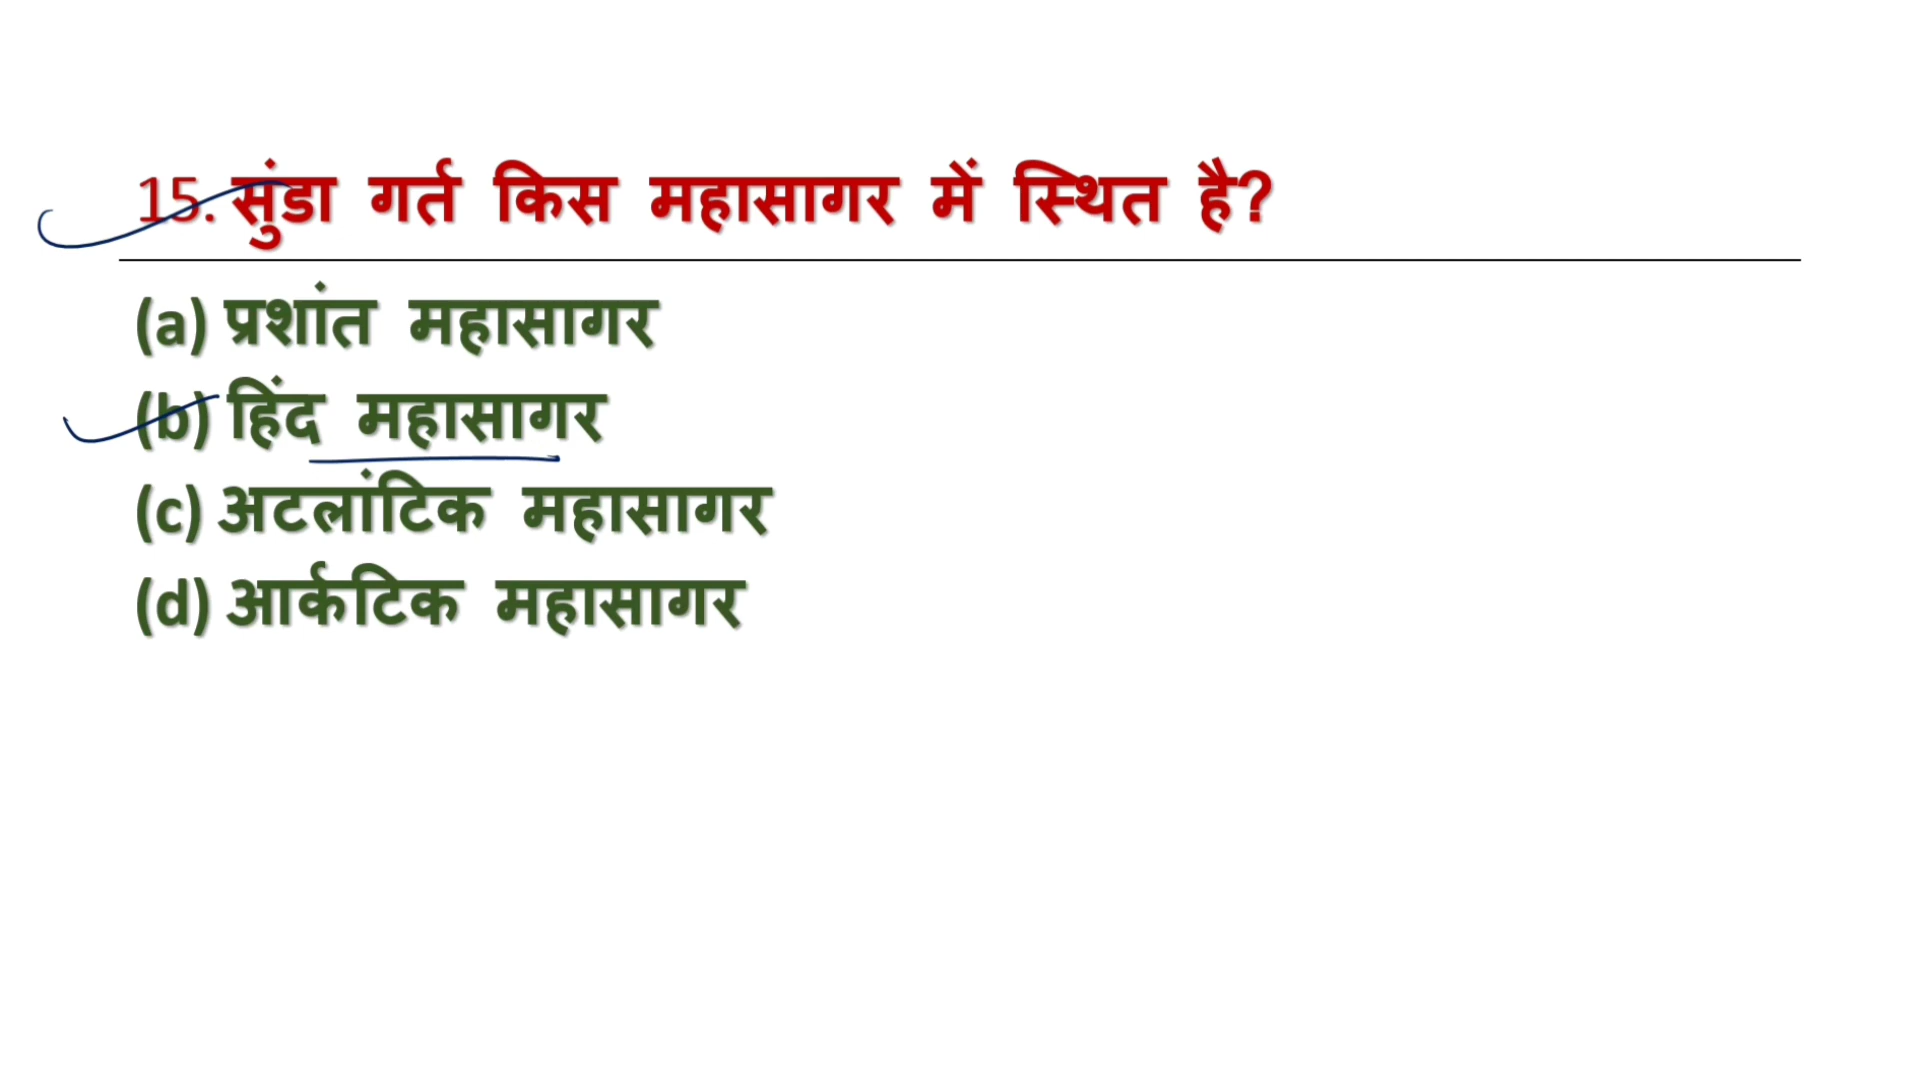 15. सुंडा गर्त किस महासागर में स्थित है?
(a) प्रशांत महासागर
(b) हिंद महासागर
(c) अटलांटिक महासागर
(d) आर्कटिक महासागर